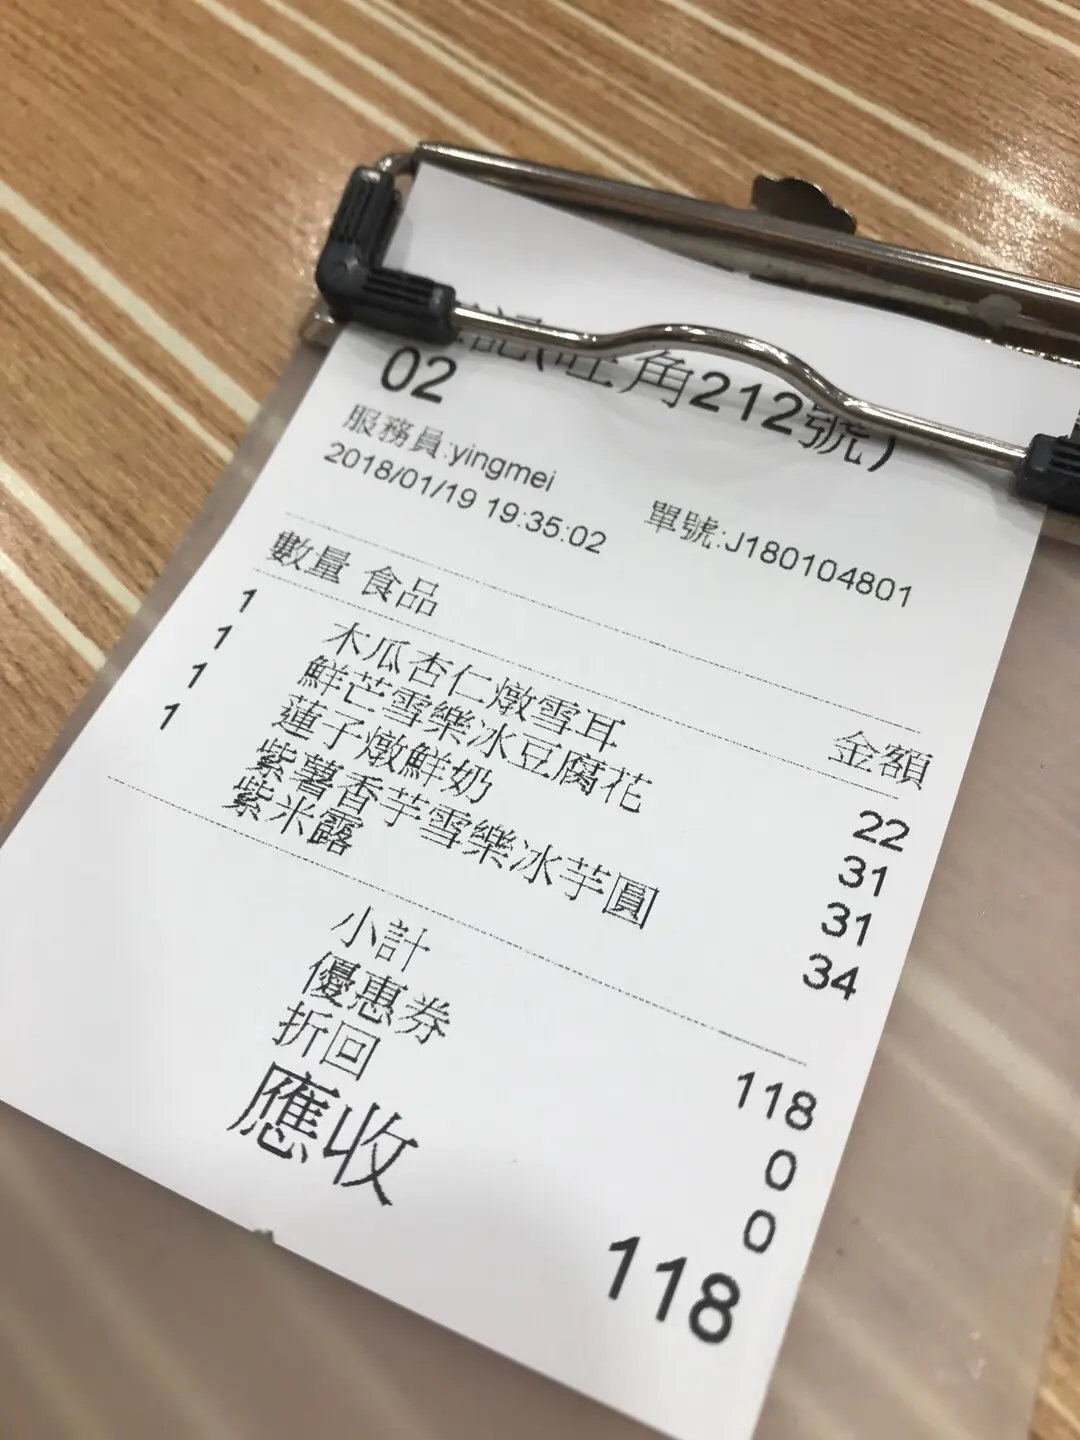 記(旺角212號)
02
服務員:yingmei
單號:J180104801
2018/01/19 19:35:02
數量 食品 金額
1 木瓜杏仁燉雪耳 22
1 鮮芒雪樂冰豆腐花 31
1 蓮子燉鮮奶 31
1 紫薯香芋雪樂冰芋圓 34
紫米露
小計 118
優惠券 0
折回 0
應收
118